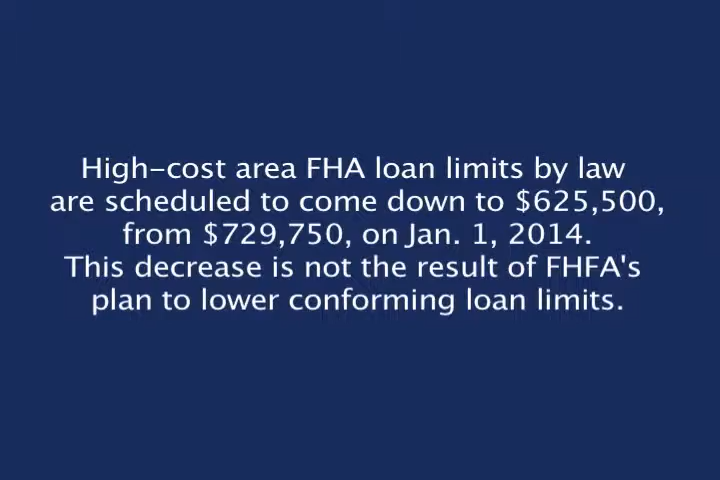 High-cost area FHA loan limits by law
are scheduled to come down to $625,500,
from $729,750, on Jan. 1, 2014.
This decrease is not the result of FHFA's
plan to lower conforming loan limits.